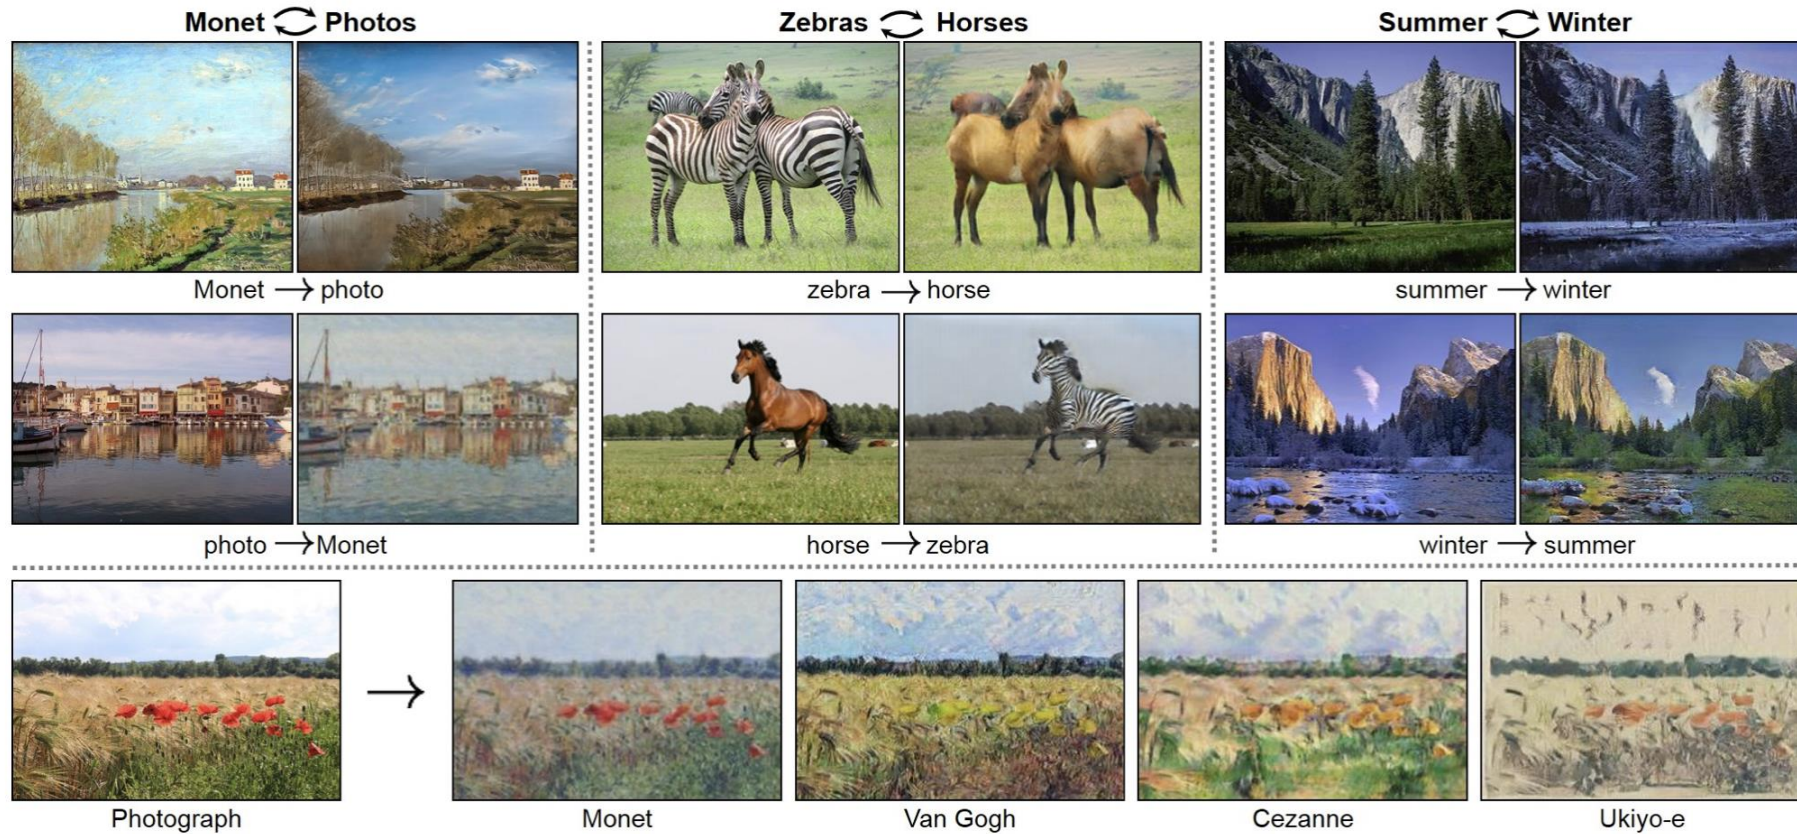 Monet Photos
Zebras Horses
Summer Winter
Monet → photo
zebra → horse
summer → winter
photo → Monet
horse → zebra
winter → summer
Photograph
Monet
Van Gogh
Cezanne
Ukiyo-e